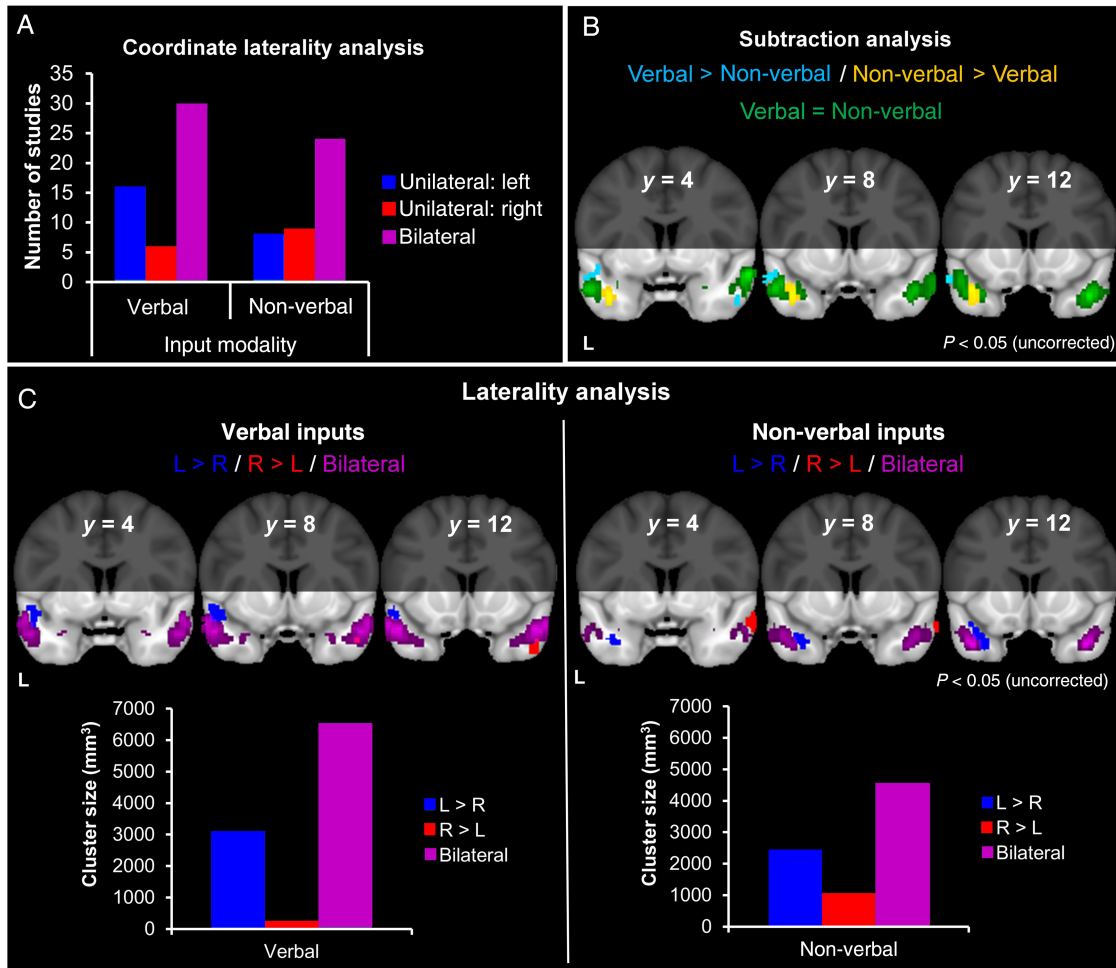 A
Coordinate laterality analysis
Number of studies
35
30
25
20
15
10
5
0
Unilateral: left
Unilateral: right
Bilateral
Verbal
Non-verbal
Input modality
B
Subtraction analysis
Verbal > Non-verbal / Non-verbal > Verbal
Verbal = Non-verbal
y = 4
y = 8
y = 12
L
P < 0.05 (uncorrected)
C
Laterality analysis
Verbal inputs
L > R / R > L / Bilateral
y = 4
y = 8
y = 12
L
Cluster size (mm³)
7000
6000
5000
4000
3000
2000
1000
0
L > R
R > L
Bilateral
Verbal
Non-verbal inputs
L > R / R > L / Bilateral
y = 4
y = 8
y = 12
L
P < 0.05 (uncorrected)
Cluster size (mm³)
7000
6000
5000
4000
3000
2000
1000
0
L > R
R > L
Bilateral
Non-verbal